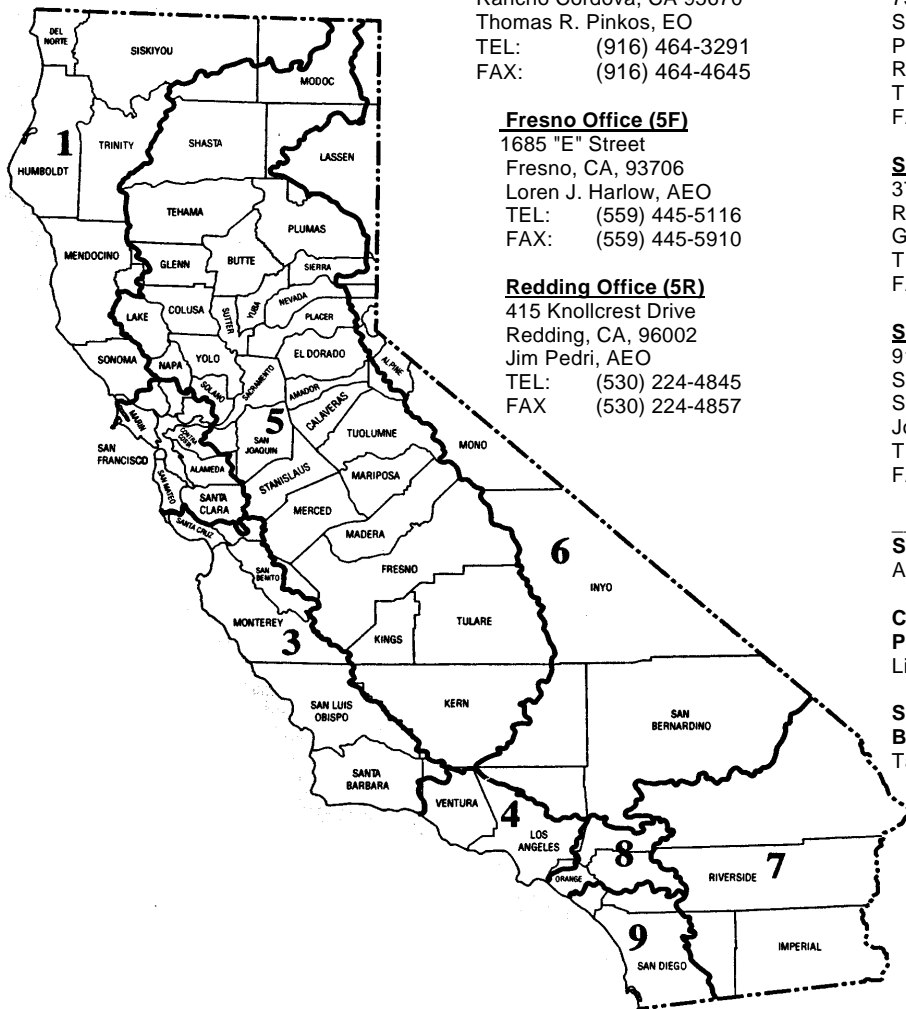 Rancho Cordova, CA 95670
Thomas R. Pinkos, EO
TEL: (916) 464-3291
FAX: (916) 464-4645
Fresno Office (5F)
1685 "E" Street
Fresno, CA, 93706
Loren J. Harlow, AEO
TEL: (559) 445-5116
FAX: (559) 445-5910
Redding Office (5R)
415 Knollcrest Drive
Redding, CA, 96002
Jim Pedri, AEO
TEL: (530) 224-4845
FAX (530) 224-4857
DEL
NORTE
SISKIYOU
MODOC
1
TRINITY
SHASTA
LASSEN
HUMBOLDT
TEHAMA
PLUMAS
MENDOCINO
GLENN
BUTTE
SIERRA
LAKE
COLUSA
SUTTER
YUBA
NEVADA
PLACER
SONOMA
NAPA
YOLO
SACRAMENTO
EL DORADO
ALPINE
SOLANO
AMADOR
5
CALAVERAS
MARIN
CONTRA
COSTA
SAN
JOAQUIN
TUOLUMNE
MONO
SAN
FRANCISCO
ALAMEDA
STANISLAUS
MARIPOSA
SAN MATEO
SANTA
CLARA
MERCED
SANTA CRUZ
MADERA
6
SAN
BENITO
FRESNO
INYO
MONTEREY
3
KINGS
TULARE
SAN LUIS
OBISPO
KERN
SAN
BERNARDINO
SANTA
BARBARA
VENTURA
4
LOS
ANGELES
8
7
ORANGE
RIVERSIDE
9
SAN DIEGO
IMPERIAL